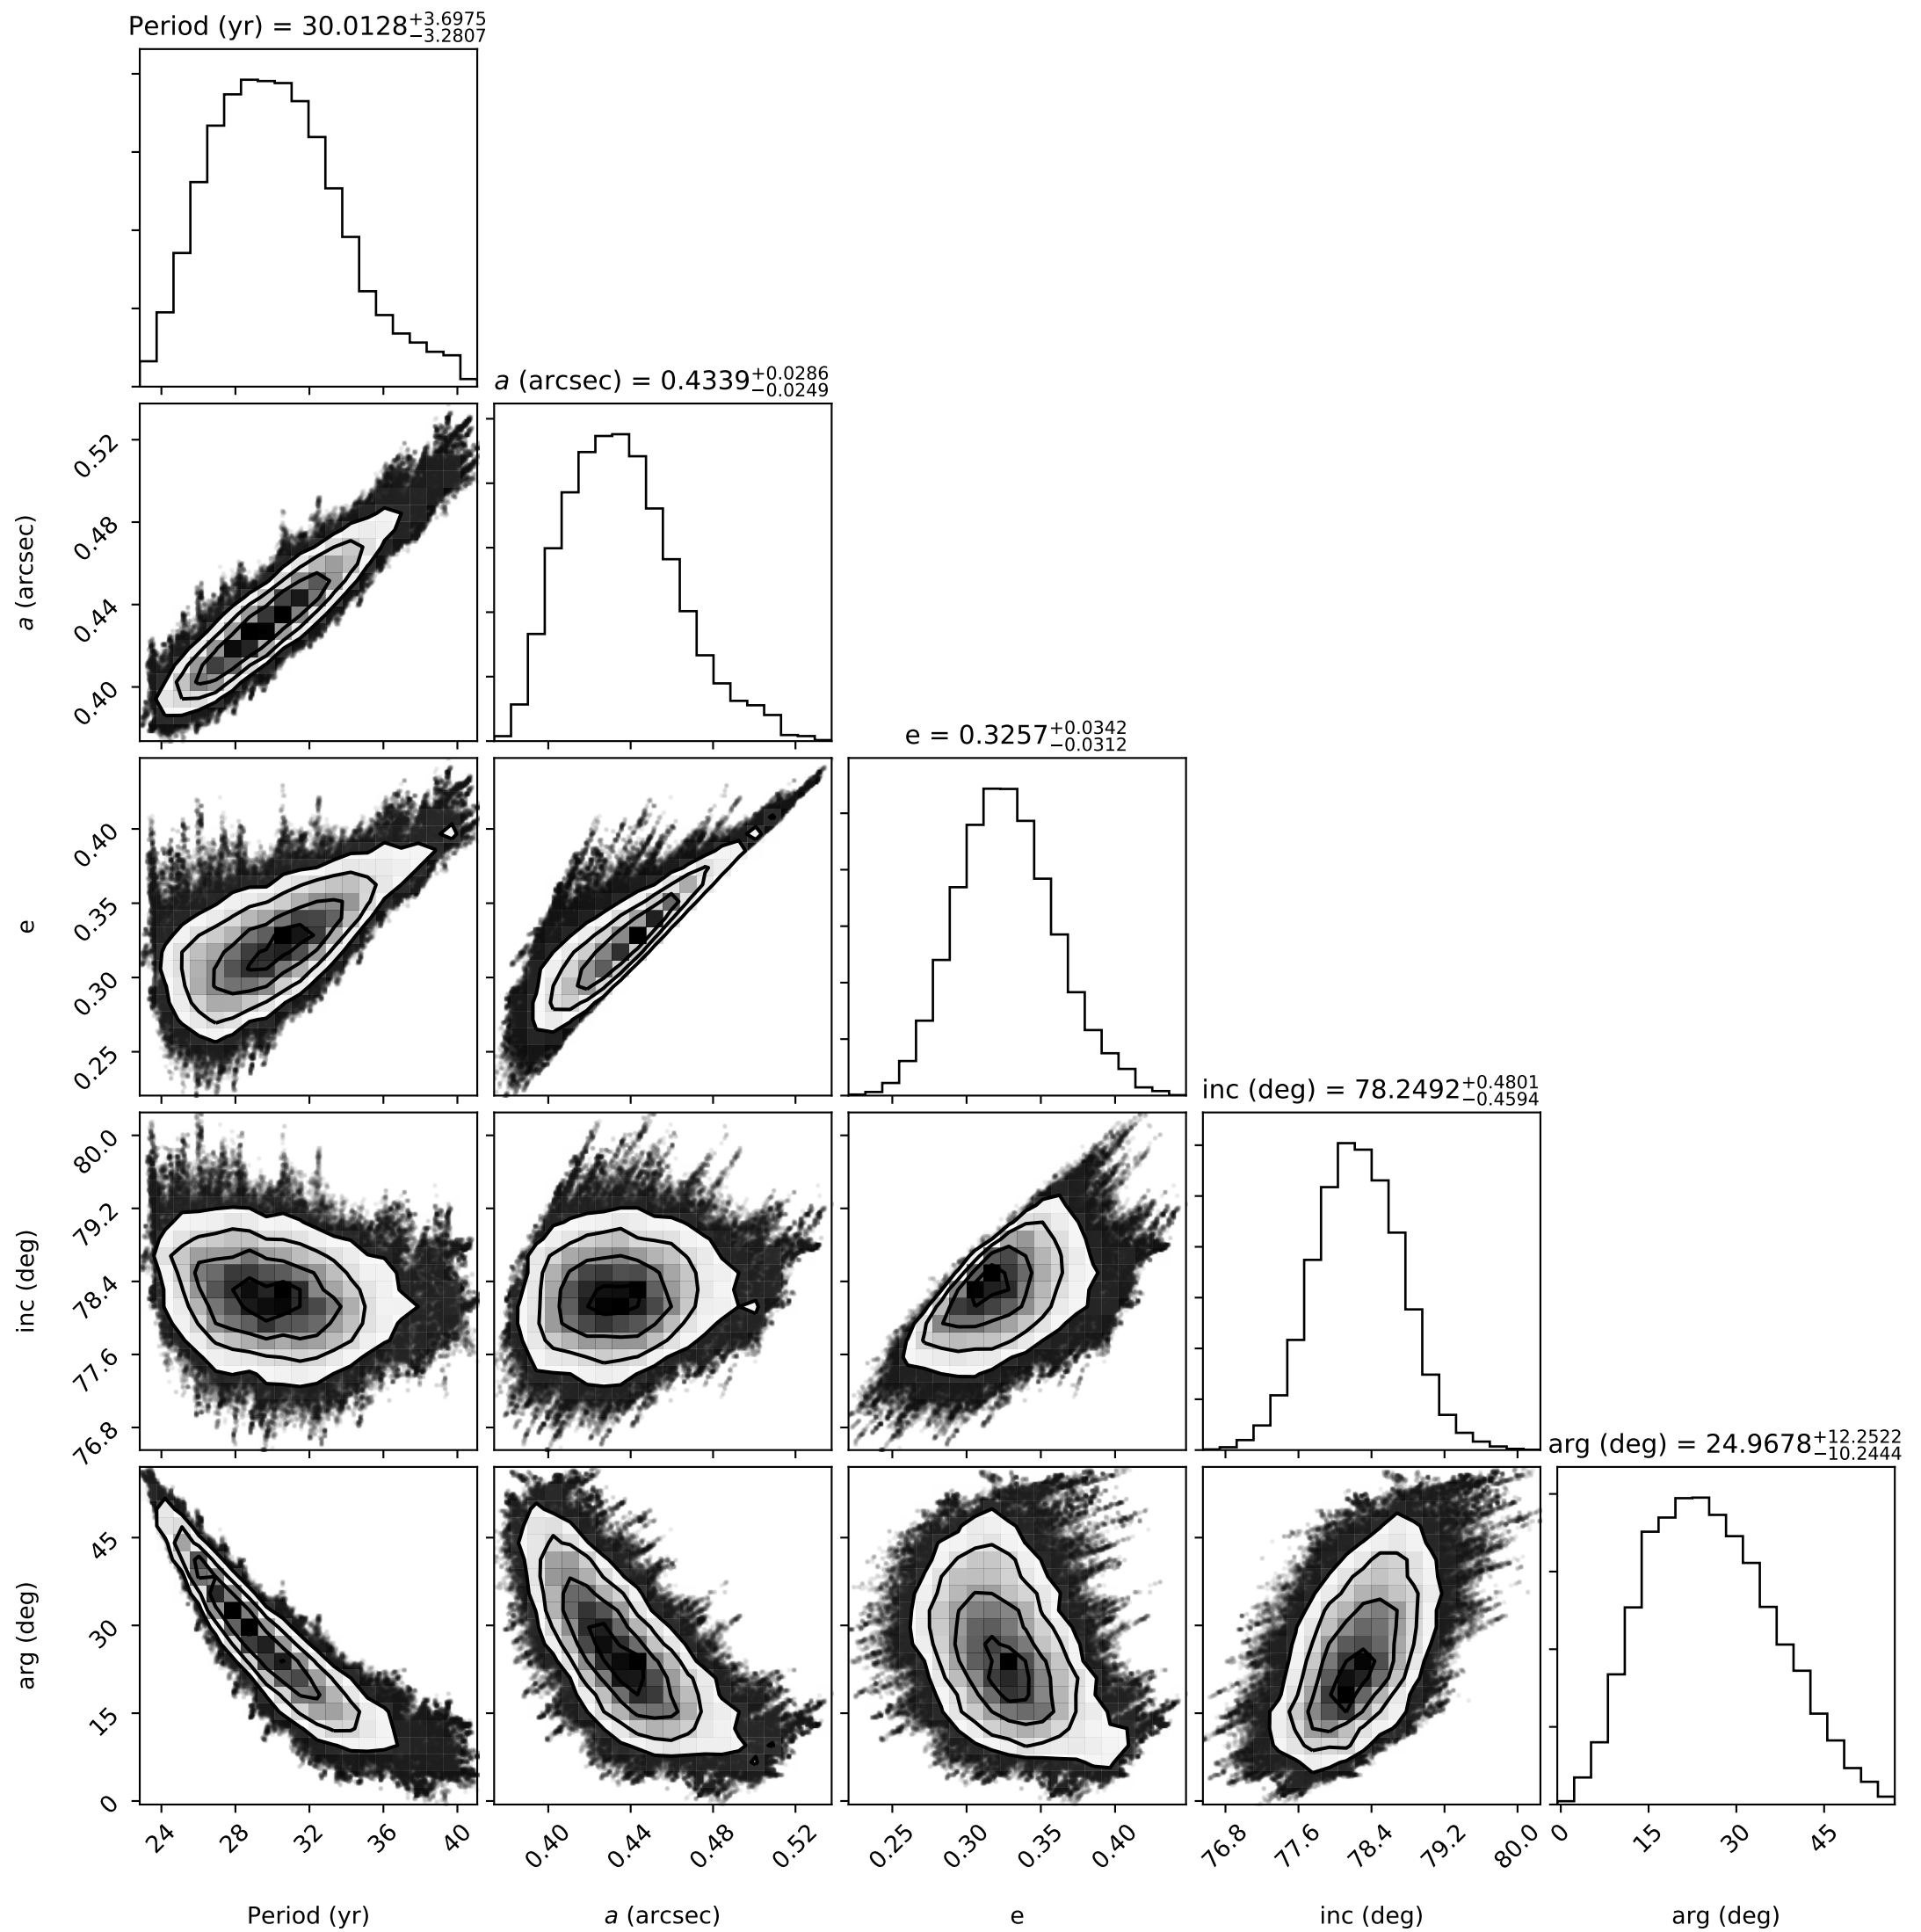 Period (yr) = 30.0128+3.6975−3.2807
a (arcsec) = 0.4339+0.0286−0.0249
0.52
0.48
0.44
0.40
a (arcsec)
e = 0.3257+0.0342−0.0312
0.40
0.35
0.30
0.25
e
inc (deg) = 78.2492+0.4801−0.4594
80.0
79.2
78.4
77.6
76.8
inc (deg)
arg (deg) = 24.9678+12.2522−10.2444
45
30
15
0
arg (deg)
24 28 32 36 40 0.40 0.44 0.48 0.52 0.25 0.30 0.35 0.40 76.8 77.6 78.4 79.2 80.0 0 15 30 45
Period (yr) a (arcsec) e inc (deg) arg (deg)